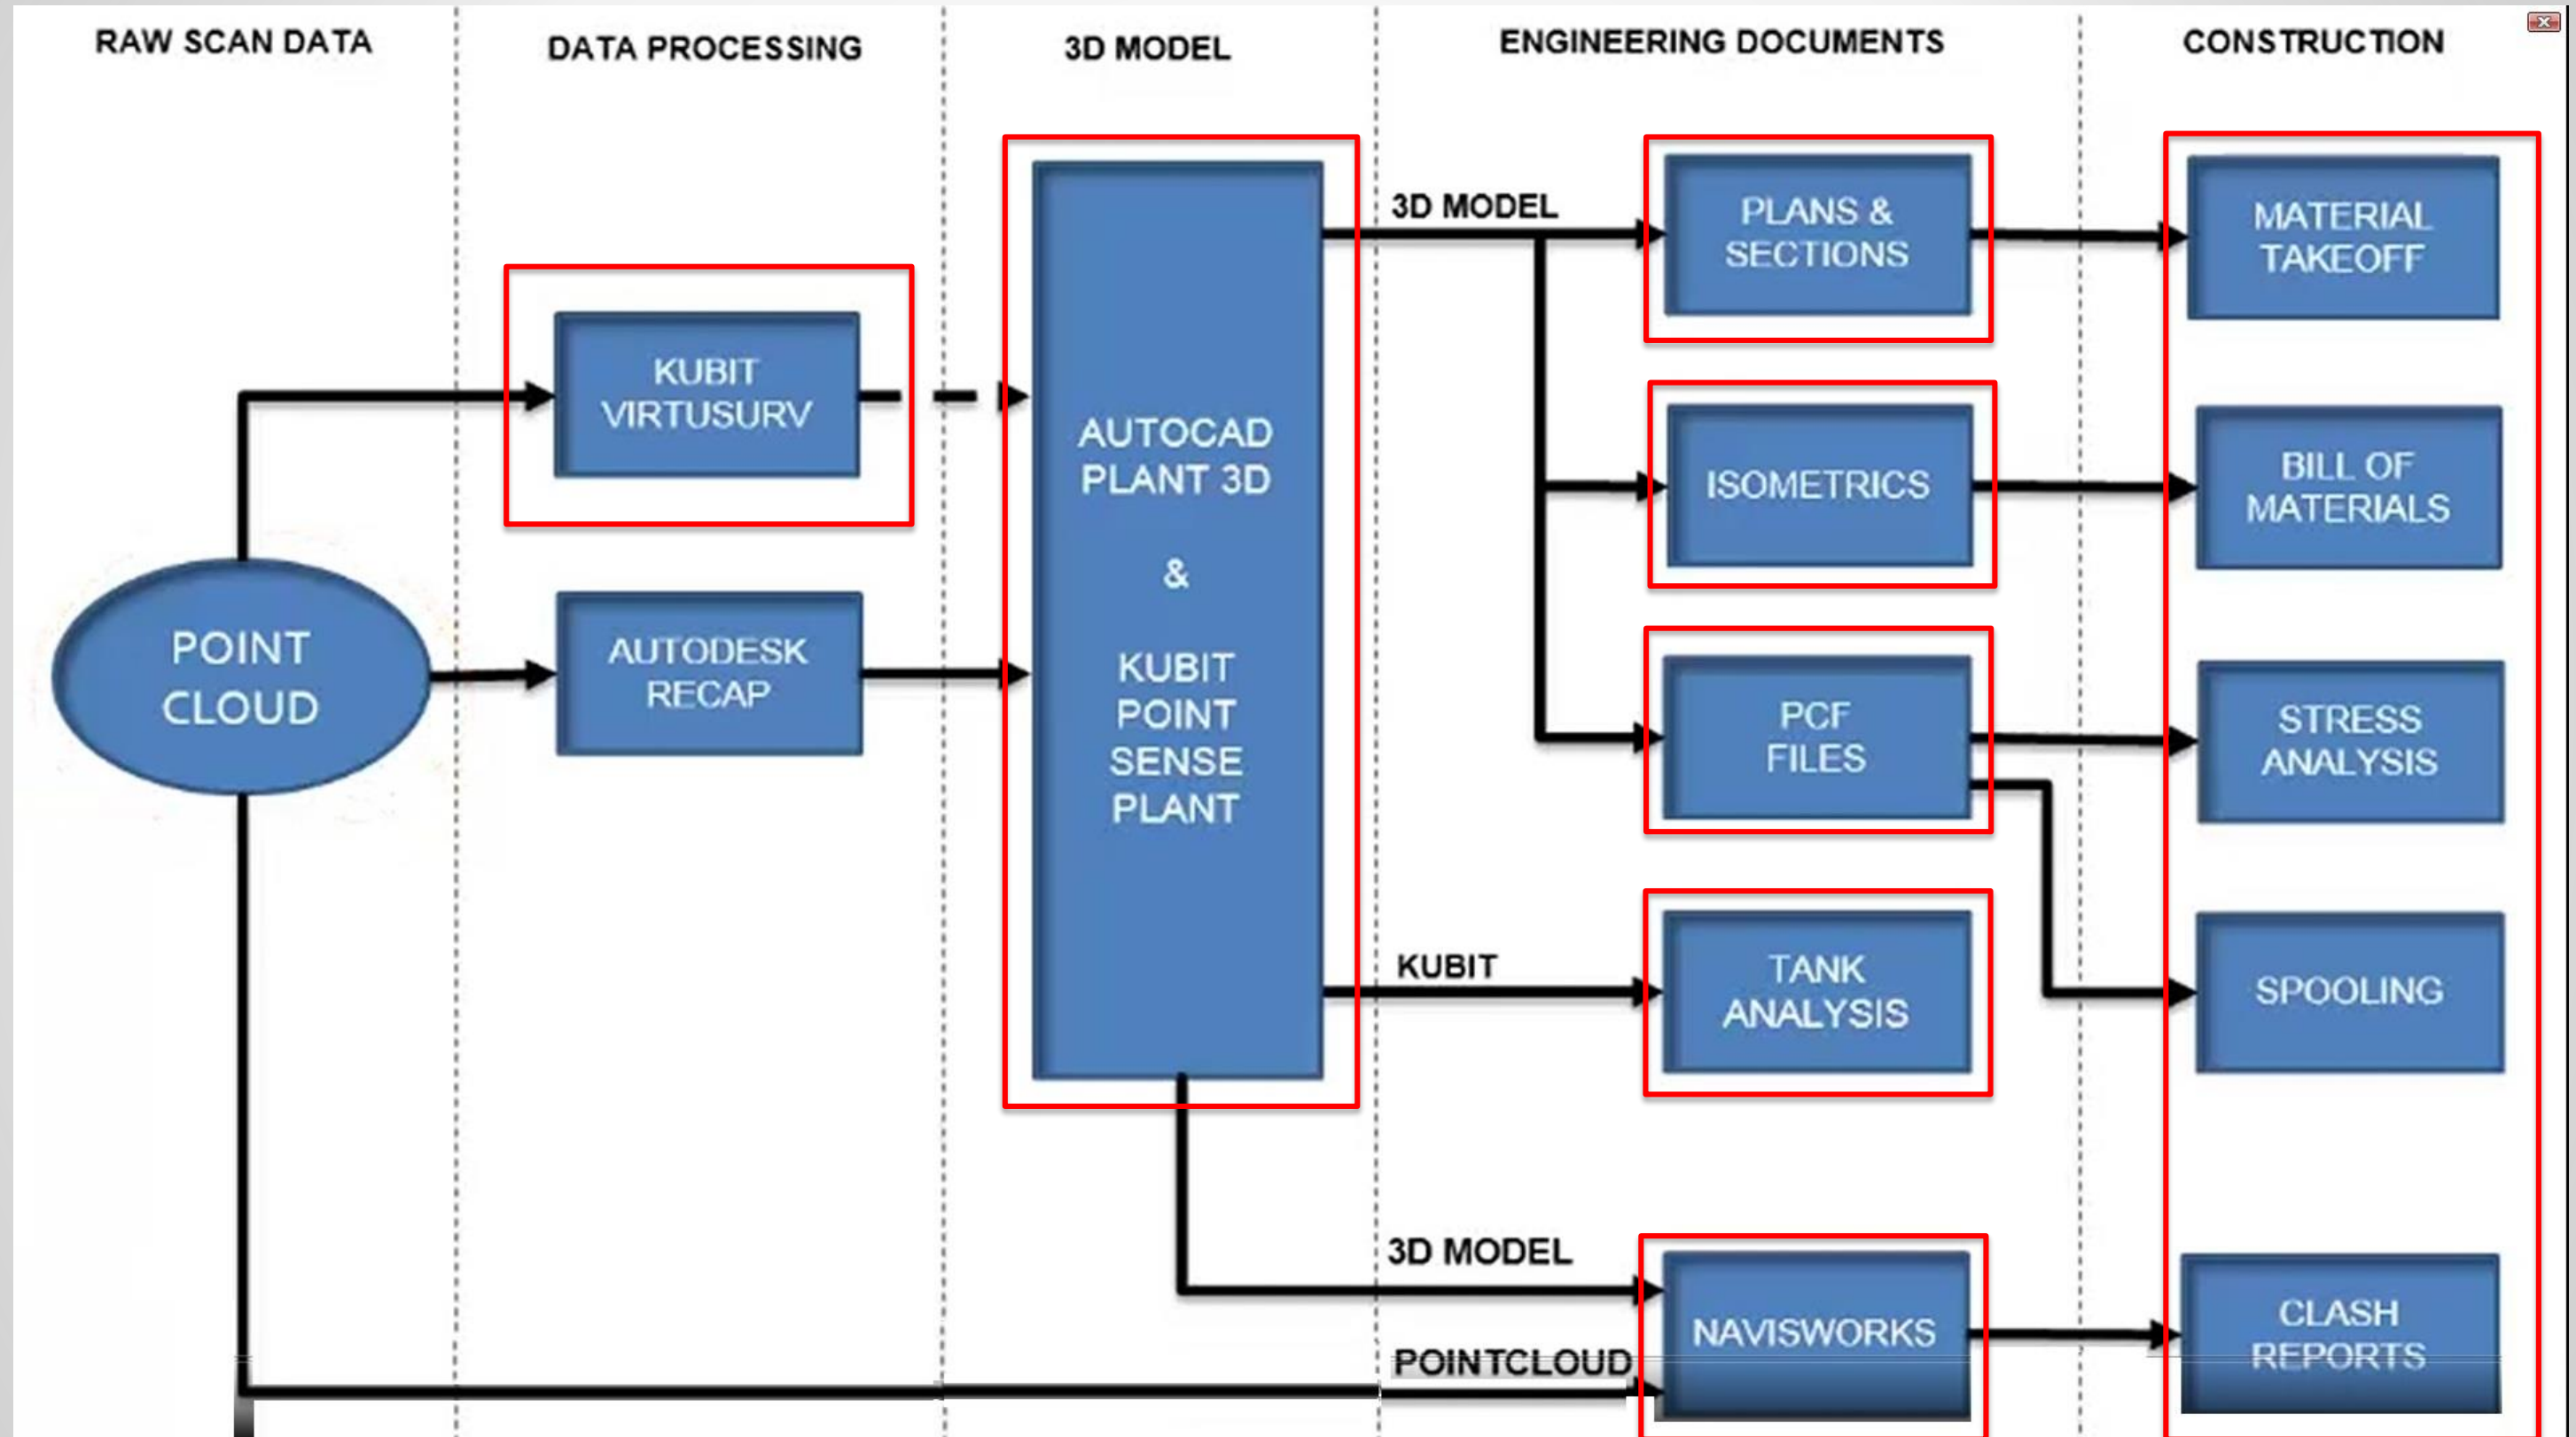 RAW SCAN DATA
DATA PROCESSING
3D MODEL
ENGINEERING DOCUMENTS
CONSTRUCTION
POINT
CLOUD
KUBIT
VIRTUSURV
AUTODESK
RECAP
AUTOCAD
PLANT 3D
&
KUBIT
POINT
SENSE
PLANT
3D MODEL
KUBIT
3D MODEL
POINTCLOUD
PLANS &
SECTIONS
ISOMETRICS
PCF
FILES
TANK
ANALYSIS
NAVISWORKS
MATERIAL
TAKEOFF
BILL OF
MATERIALS
STRESS
ANALYSIS
SPOOLING
CLASH
REPORTS